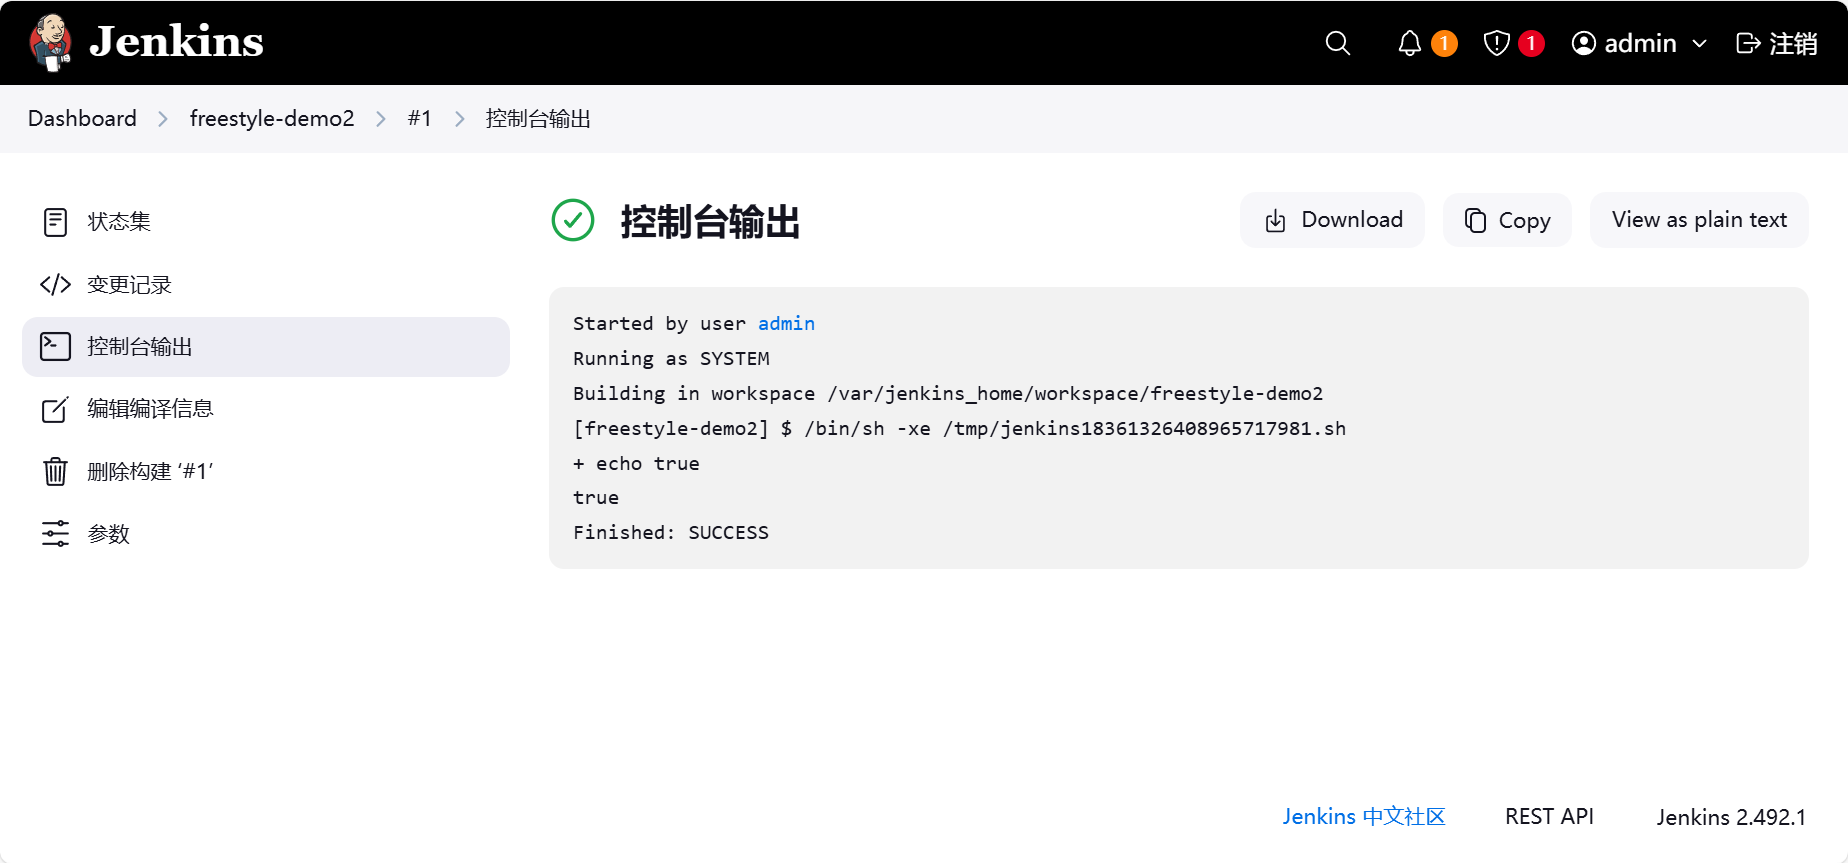 Jenkins
1
1
admin
注销
Dashboard
freestyle-demo2
#1
控制台输出
状态集
变更记录
控制台输出
编辑编译信息
删除构建 ‘#1’
参数
控制台输出
Download
Copy
View as plain text
Started by user admin
Running as SYSTEM
Building in workspace /var/jenkins_home/workspace/freestyle-demo2
[freestyle-demo2] $ /bin/sh -xe /tmp/jenkins18361326408965717981.sh
+ echo true
true
Finished: SUCCESS
Jenkins 中文社区
REST API
Jenkins 2.492.1